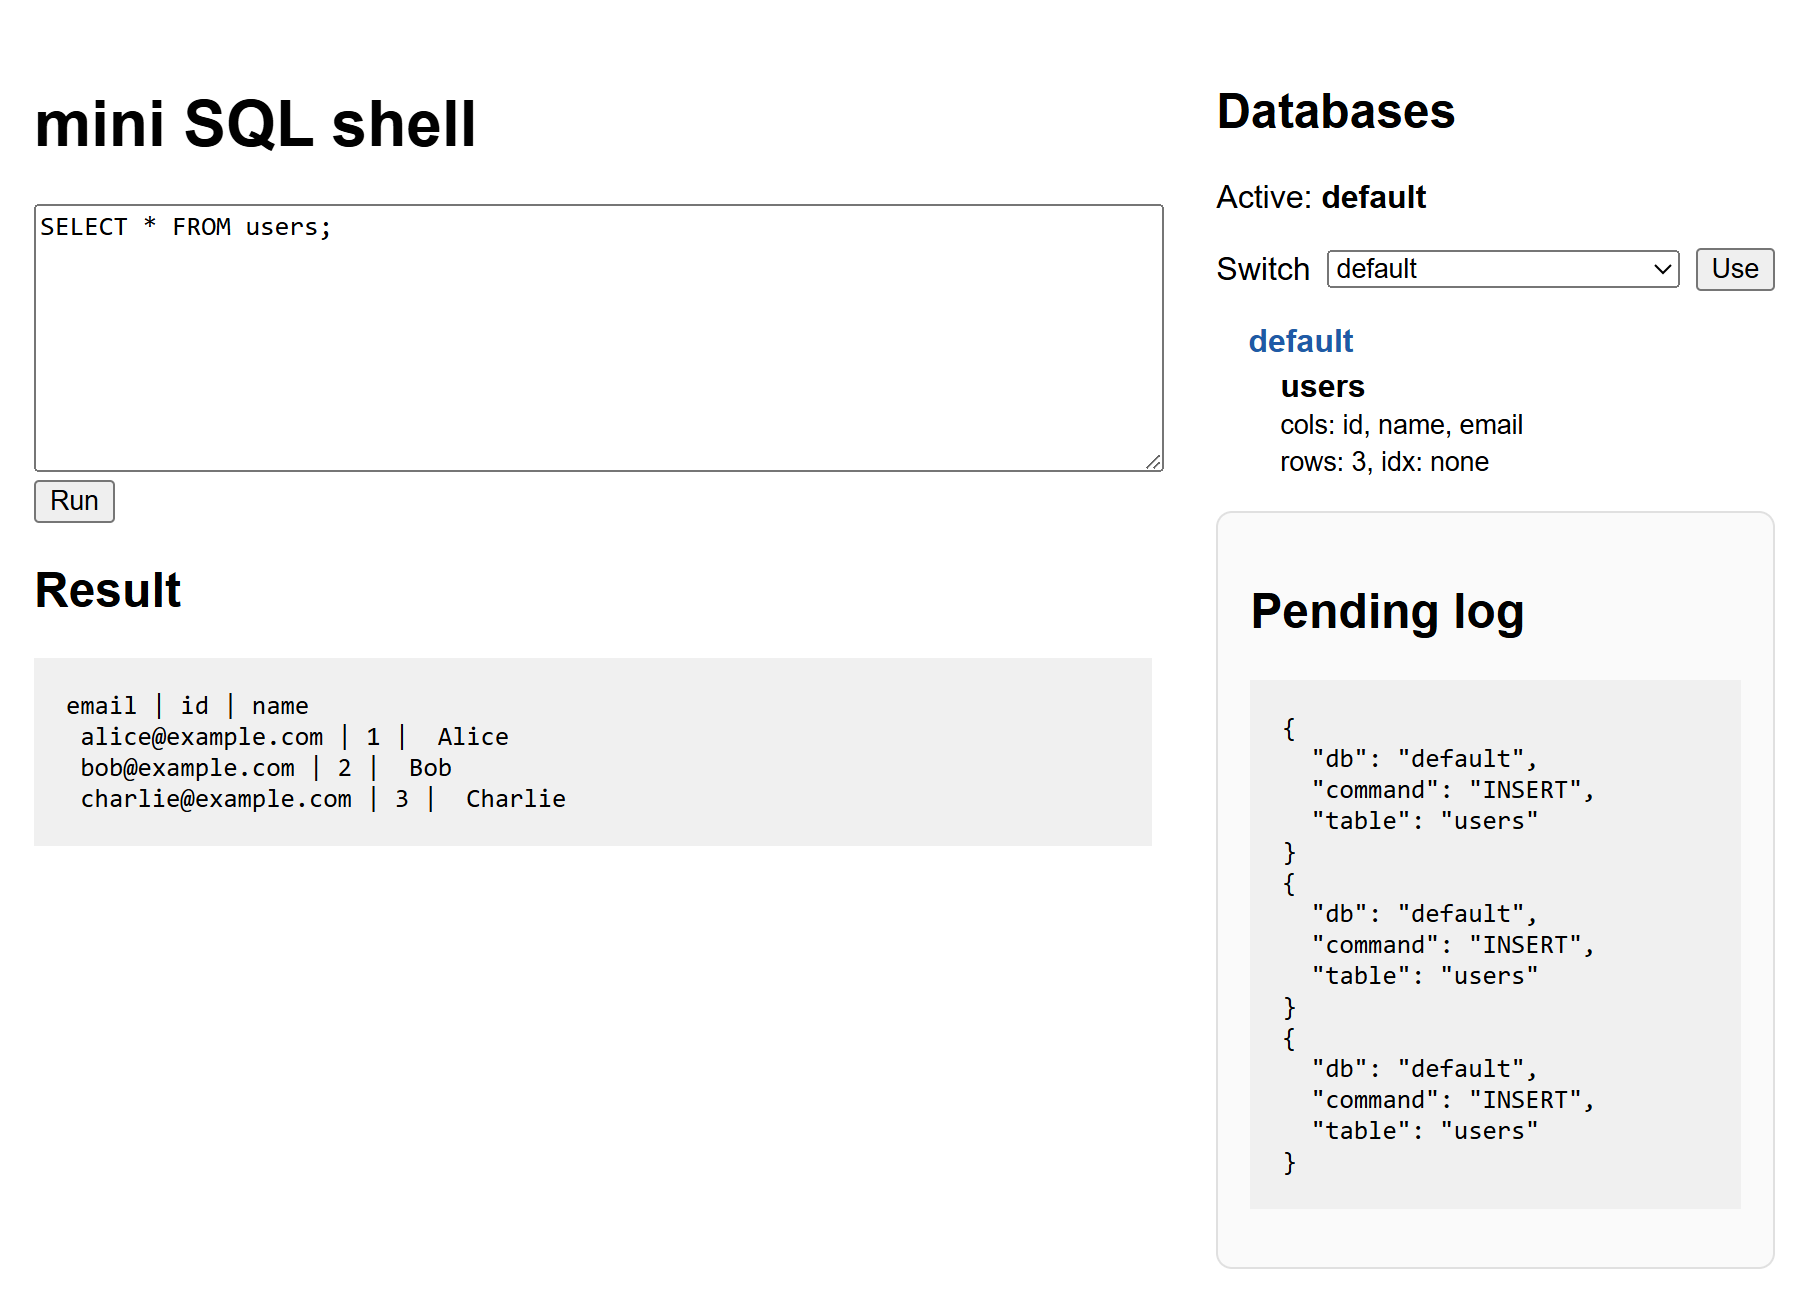 mini SQL shell
SELECT * FROM users;
Run
Result
email | id | name
 alice@example.com | 1 |  Alice
 bob@example.com | 2 |  Bob
 charlie@example.com | 3 |  Charlie
Databases
Active: default
Switch default Use
default
users
cols: id, name, email
rows: 3, idx: none
Pending log
{
  "db": "default",
  "command": "INSERT",
  "table": "users"
}
{
  "db": "default",
  "command": "INSERT",
  "table": "users"
}
{
  "db": "default",
  "command": "INSERT",
  "table": "users"
}